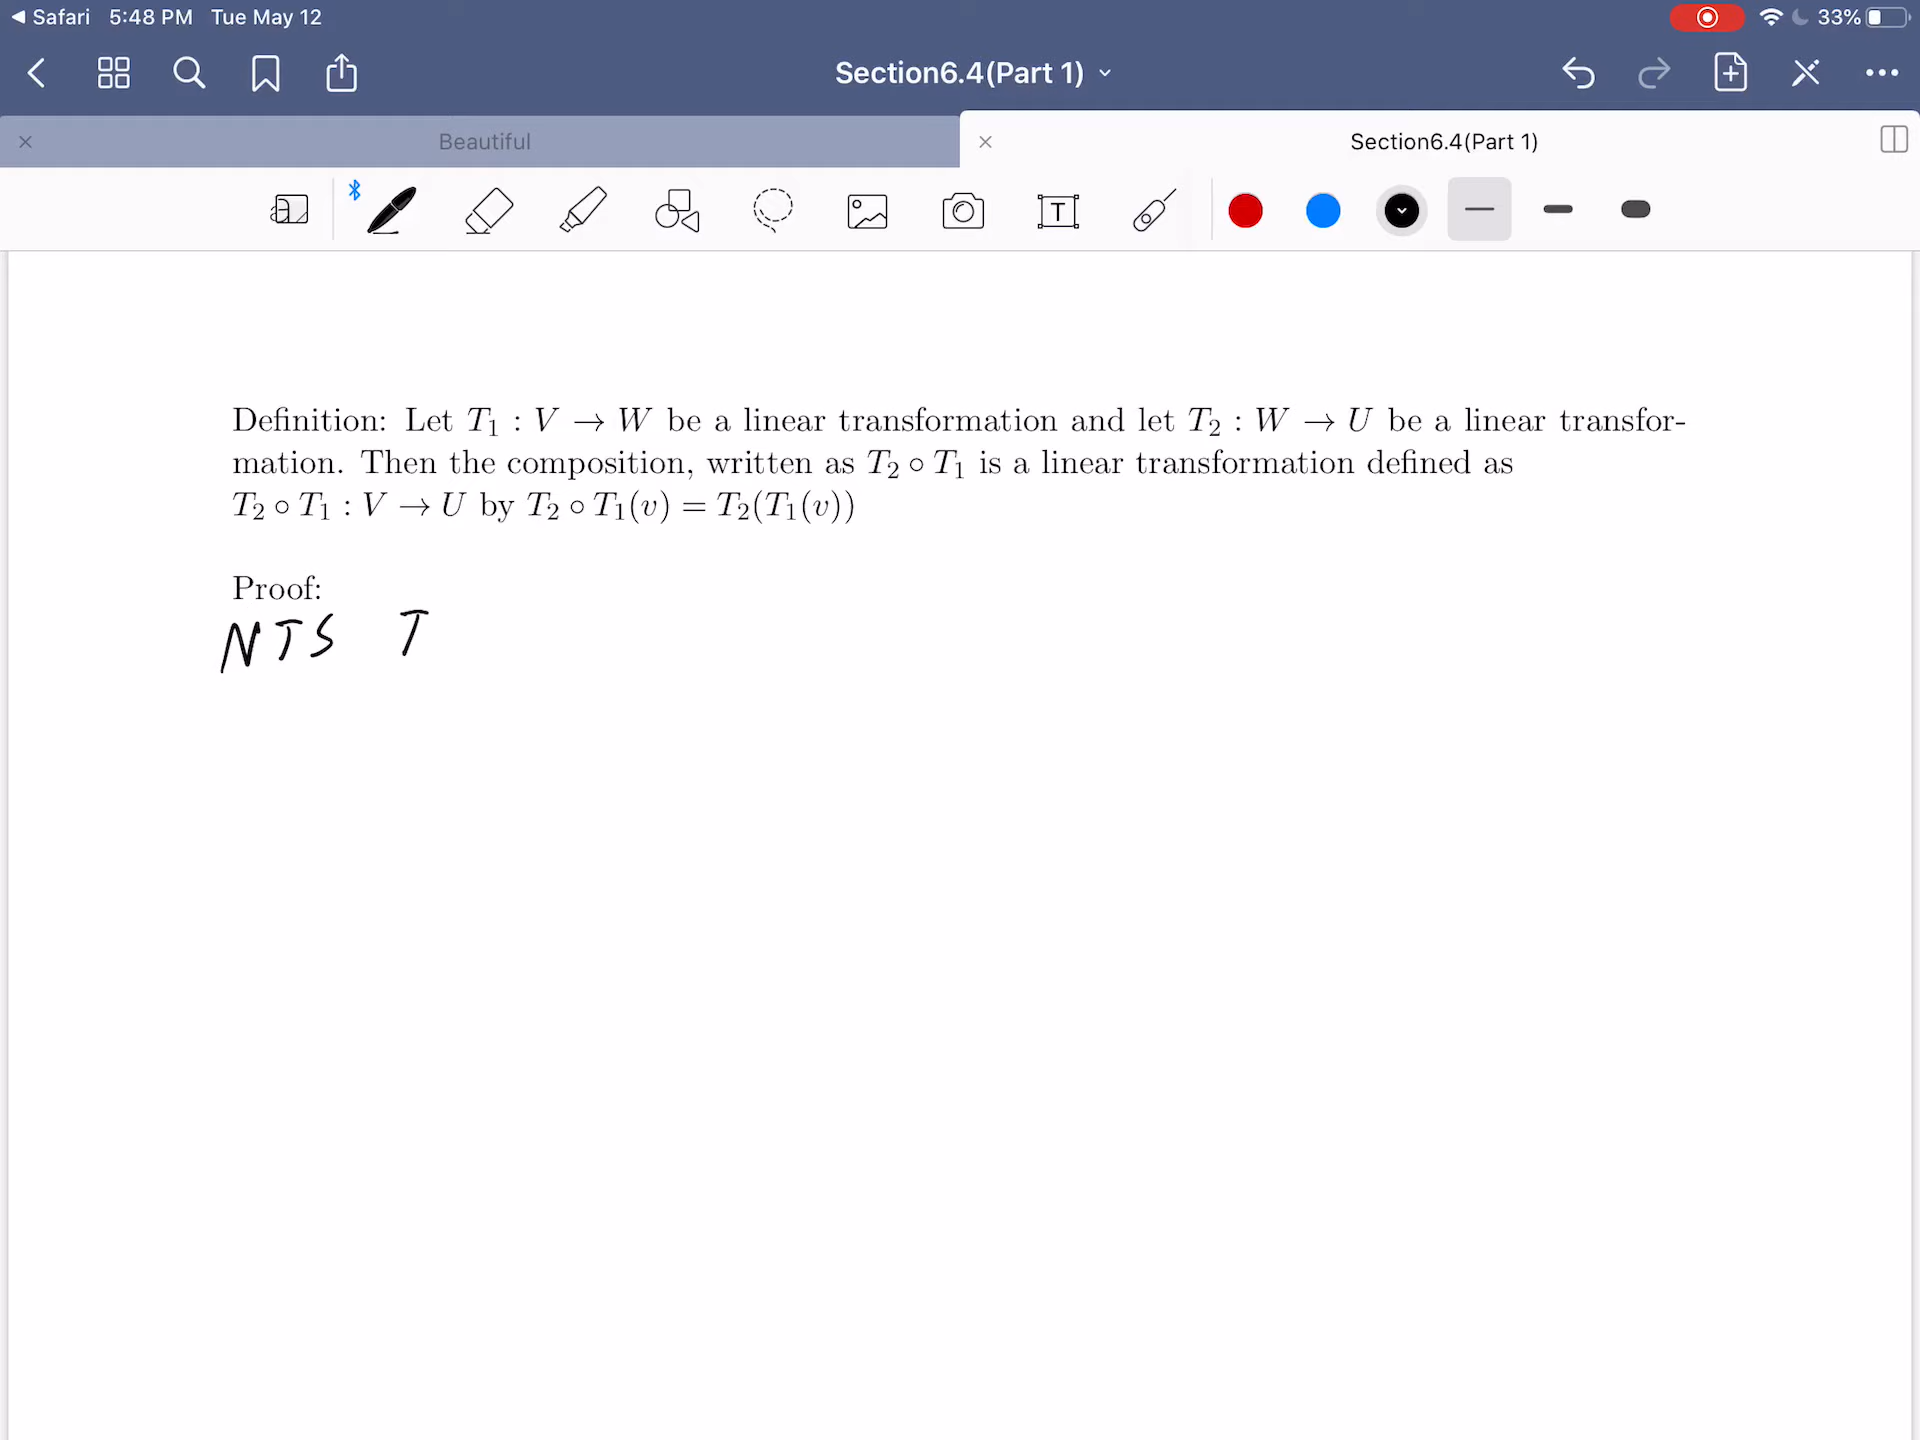 Safari 5:48 PM Tue May 12 33%
Section6.4(Part 1)
Beautiful Section6.4(Part 1)
Definition: Let T₁ : V → W be a linear transformation and let T₂ : W → U be a linear transfor-
mation. Then the composition, written as T₂ ∘ T₁ is a linear transformation defined as
T₂ ∘ T₁ : V → U by T₂ ∘ T₁(v) = T₂(T₁(v))
Proof:
NTS T